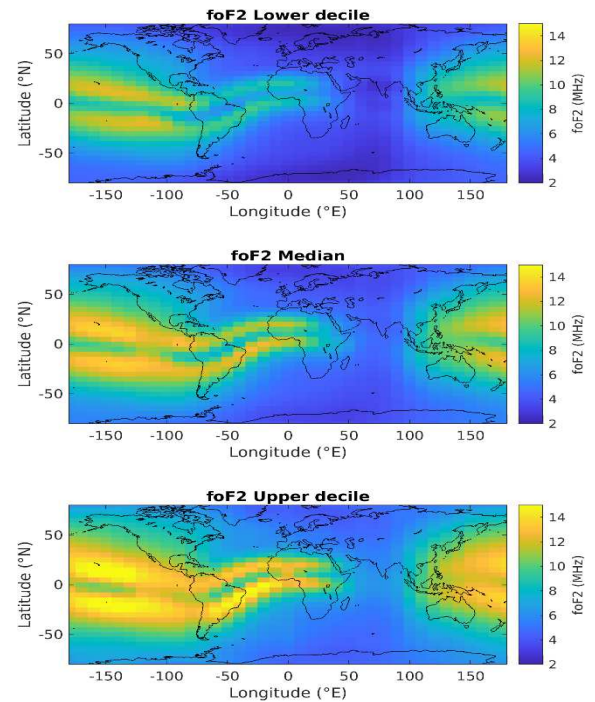 foF2 Lower decile
Latitude (°N)
50
0
-50
-150 -100 -50 0 50 100 150
Longitude (°E)
14
12
10
8
6
4
2
foF2 (MHz)
foF2 Median
Latitude (°N)
50
0
-50
-150 -100 -50 0 50 100 150
Longitude (°E)
14
12
10
8
6
4
2
foF2 (MHz)
foF2 Upper decile
Latitude (°N)
50
0
-50
-150 -100 -50 0 50 100 150
Longitude (°E)
14
12
10
8
6
4
2
foF2 (MHz)